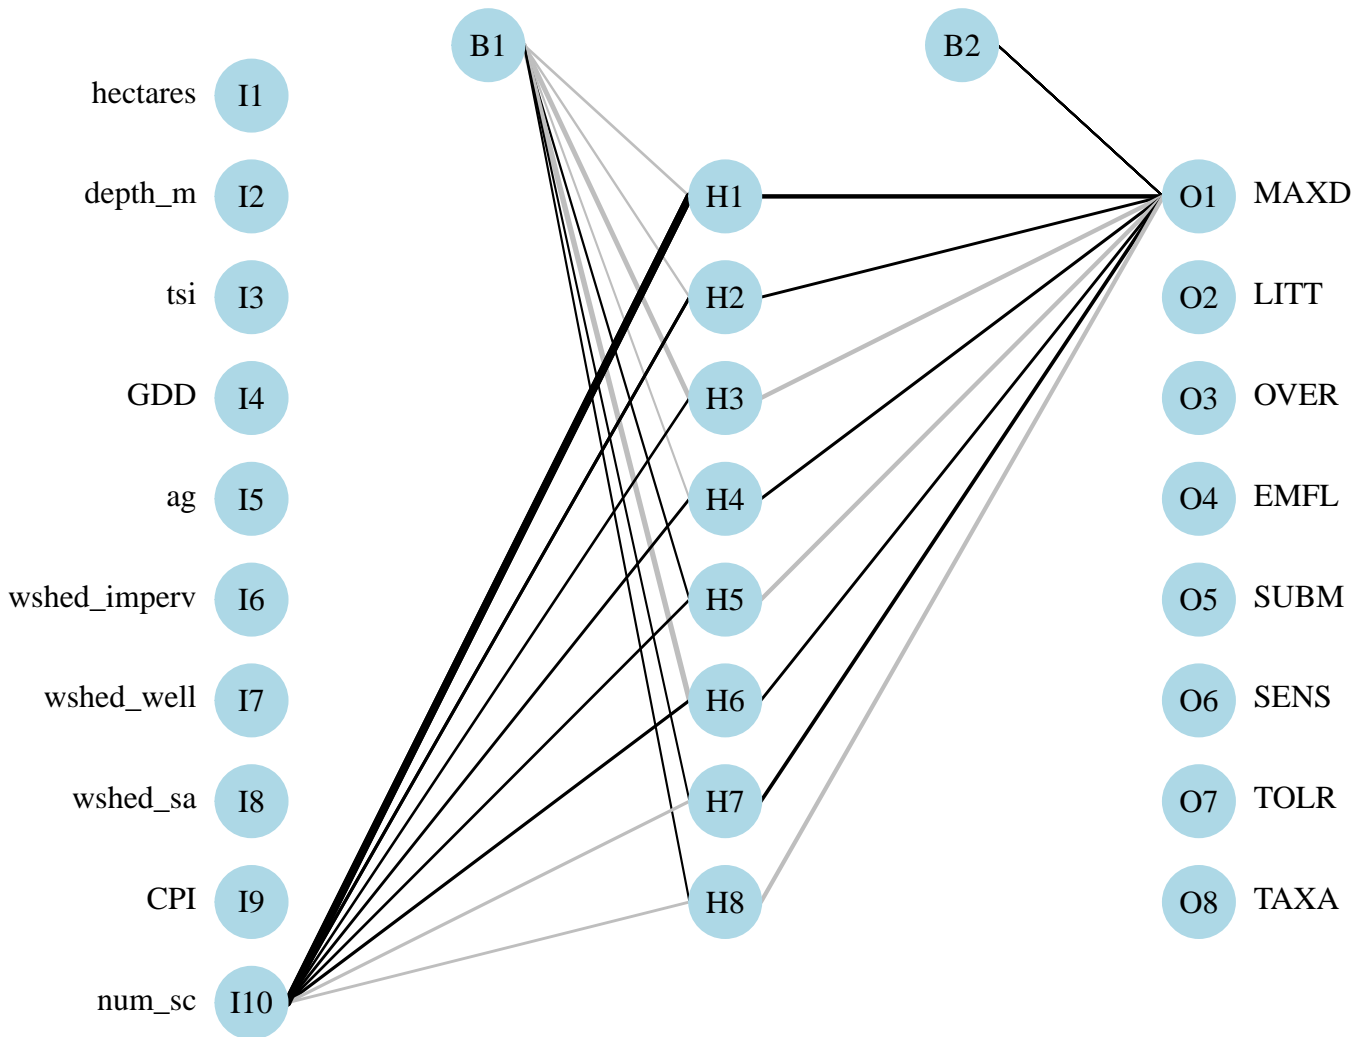 B1 B2
hectares I1
depth_m I2 H1 O1 MAXD
tsi I3 H2 O2 LITT
GDD I4 H3 O3 OVER
ag I5 H4 O4 EMFL
wshed_imperv I6 H5 O5 SUBM
wshed_well I7 H6 O6 SENS
wshed_sa I8 H7 O7 TOLR
CPI I9 H8 O8 TAXA
num_sc I10